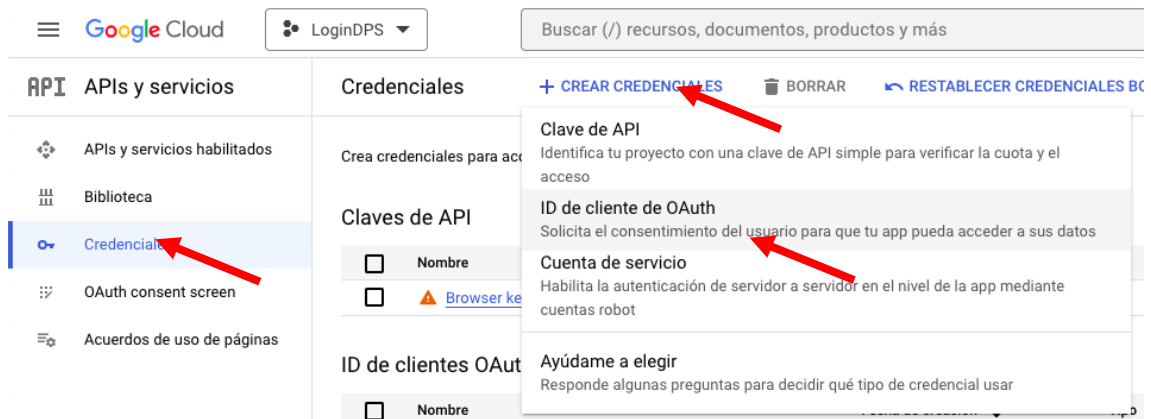 Google Cloud
LoginDPS
Buscar (/) recursos, documentos, productos y más
API APIs y servicios
Credenciales
+ CREAR CREDENCIALES
BORRAR
RESTABLECER CREDENCIALES
APIs y servicios habilitados
Biblioteca
Credenciales
OAuth consent screen
Acuerdos de uso de páginas
Crea credenciales para
Claves de API
Nombre
Browser
ID de clientes OAut
Nombre
Clave de API
Identifica tu proyecto con una clave de API simple para verificar la cuota y el
acceso
ID de cliente de OAuth
Solicita el consentimiento del usuario para que tu app pueda acceder a sus datos
Cuenta de servicio
Habilita la autenticación de servidor a servidor en el nivel de la app mediante
cuentas robot
Ayúdame a elegir
Responde algunas preguntas para decidir qué tipo de credencial usar